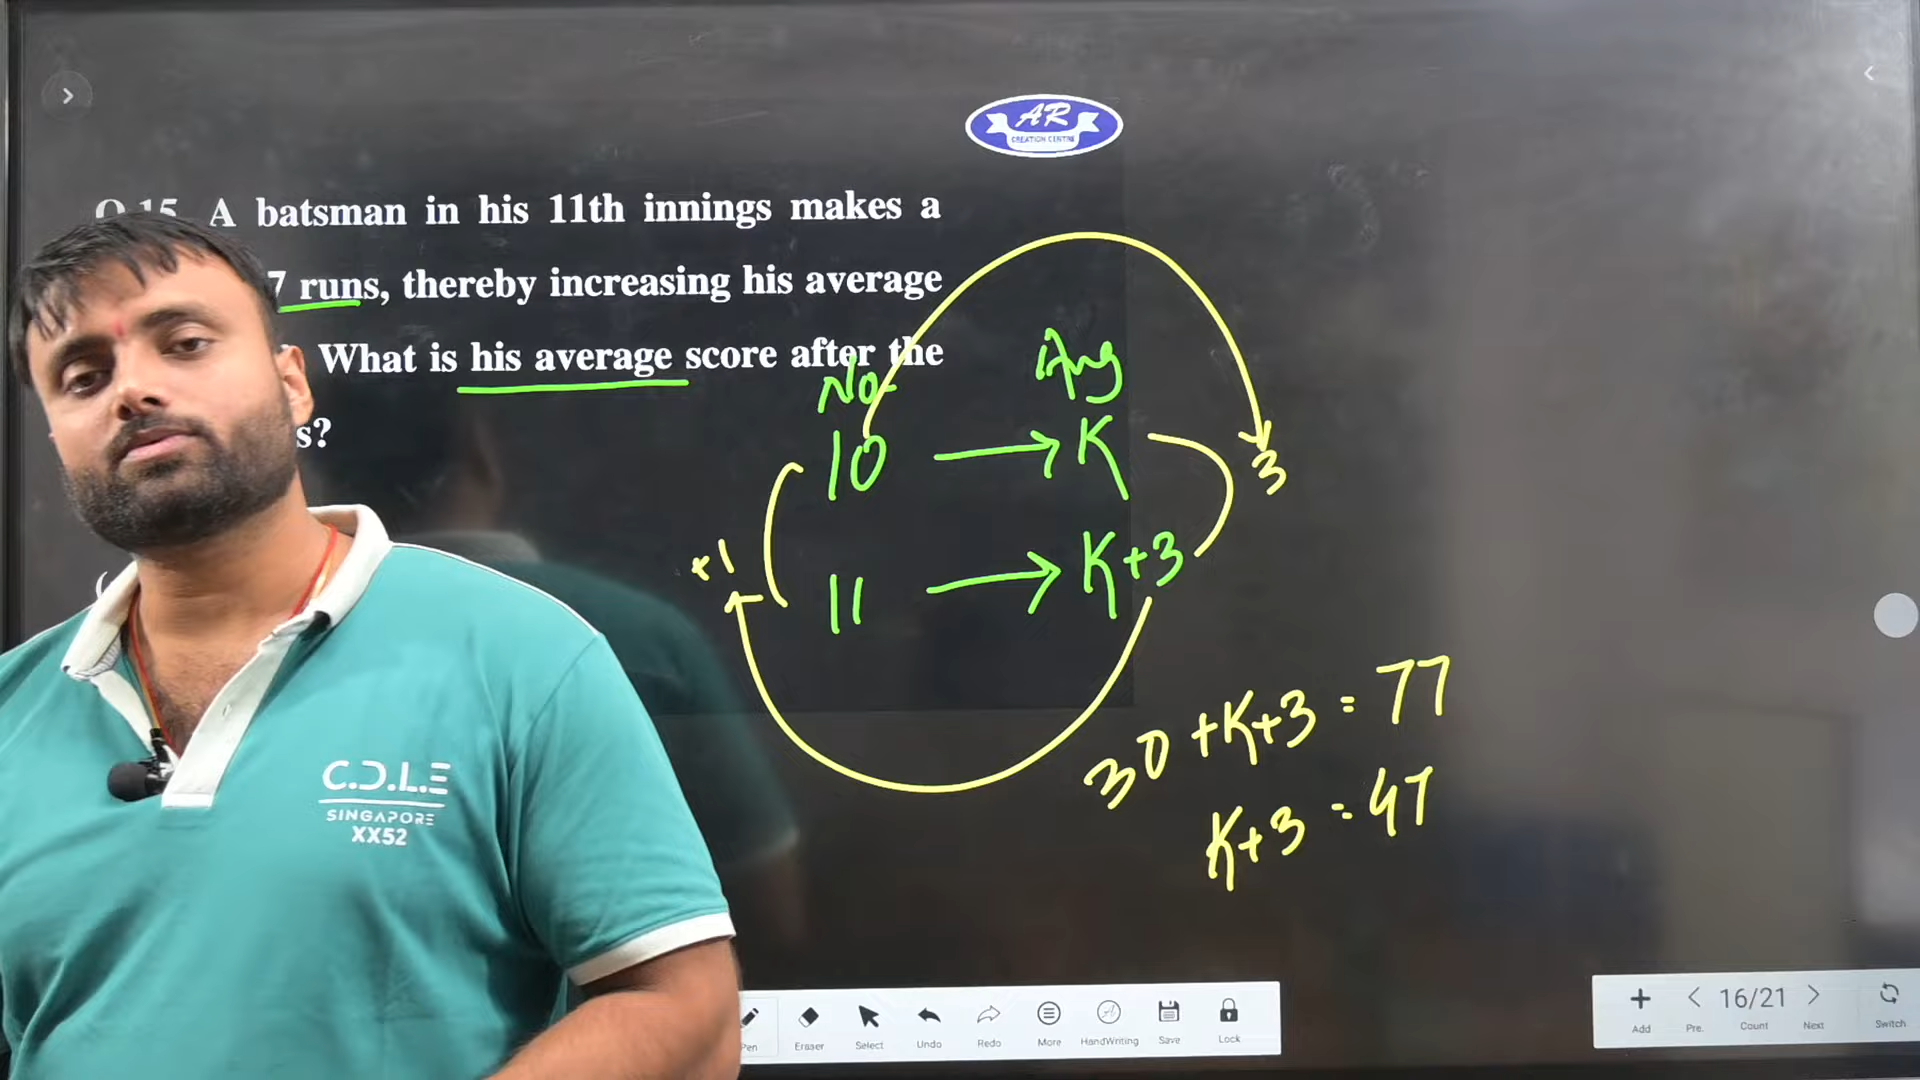 AR
CREATION CENTRE
Q.15. A batsman in his 11th innings makes a
7 runs, thereby increasing his average
What is his average score after the
s?
No.
Avg
10 → K
3
+1
11 → K+3
30 + K+3 = 77
K+3 = 47
C.D.L.E
SINGAPORE
XX52
Pen
Eraser
Select
Undo
Redo
More
HandWriting
Save
Lock
Add
Pre.
16/21
Count
Next
Switch